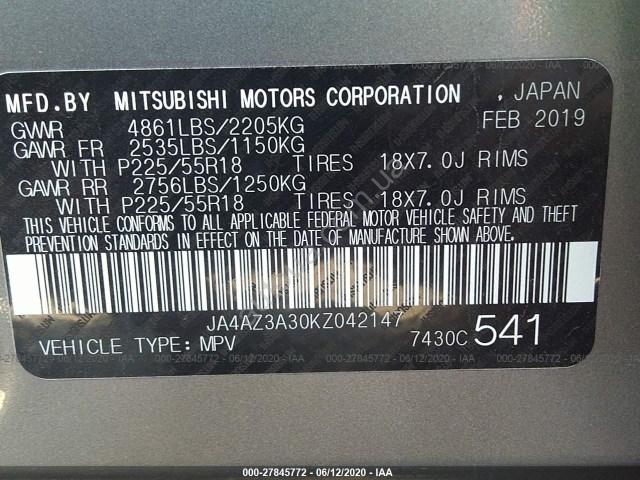 MFD.BY MITSUBISHI MOTORS CORPORATION , JAPAN
GVWR 4861LBS/2205KG FEB 2019
GAWR FR 2535LBS/1150KG
WITH P225/55R18 TIRES 18X7.0J RIMS
GAWR RR 2756LBS/1250KG
WITH P225/55R18 TIRES 18X7.0J RIMS
THIS VEHICLE CONFORMS TO ALL APPLICABLE FEDERAL MOTOR VEHICLE SAFETY AND THEFT
PREVENTION STANDARDS IN EFFECT ON THE DATE OF MANUFACTURE SHOWN ABOVE.
JA4AZ3A30KZ042147
VEHICLE TYPE: MPV 7430C 541
000-27845772 - 06/12/2020 - IAA